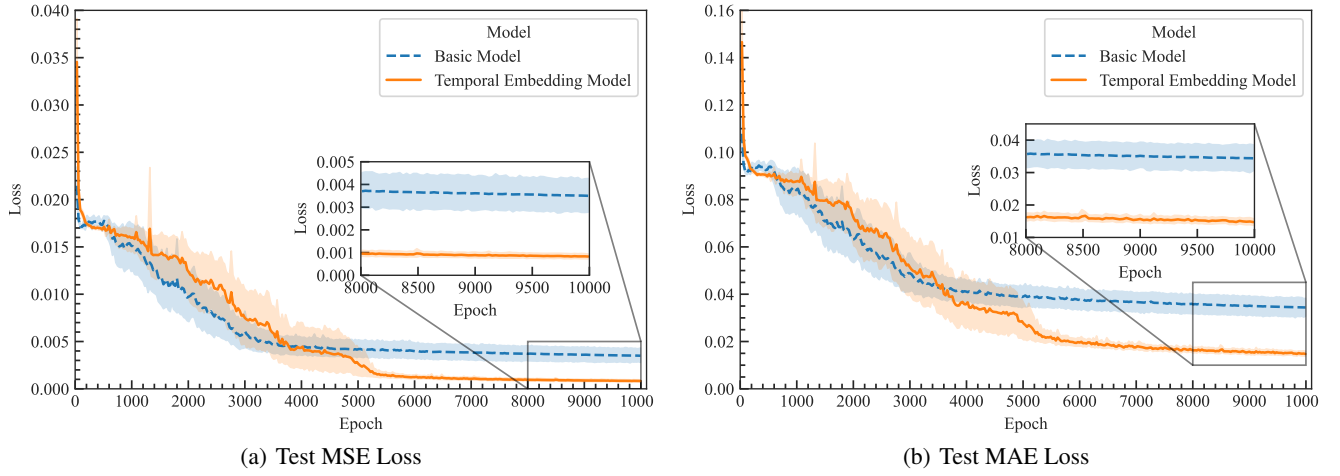 0.040
0.035
0.030
0.025
0.020
0.015
0.010
0.005
0.000
Loss
Model
Basic Model
Temporal Embedding Model
0.005
0.004
0.003
0.002
0.001
0.000
Loss
8000 8500 9000 9500 10000
Epoch
0 1000 2000 3000 4000 5000 6000 7000 8000 9000 1000
Epoch
(a) Test MSE Loss
0.16
0.14
0.12
0.10
0.08
0.06
0.04
0.02
0.00
Loss
Model
Basic Model
Temporal Embedding Model
0.04
0.03
0.02
0.01
Loss
8000 8500 9000 9500 10000
Epoch
0 1000 2000 3000 4000 5000 6000 7000 8000 9000 1000
Epoch
(b) Test MAE Loss